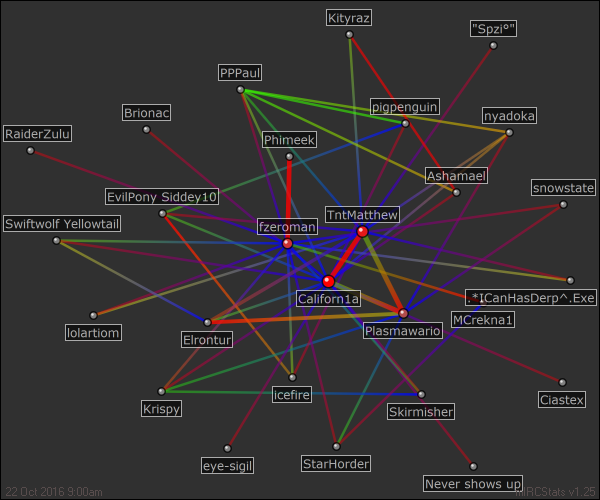 Kityraz
"Spzi°"
PPPaul
pigpenguin
nyadoka
Brionac
RaiderZulu
Phimeek
Ashamael
snowstate
EvilPony Siddey10
TntMatthew
Swiftwolf Yellowtail
fzeroman
Californ1a
.*!CanHasDerp^.Exe
lolartiom
MCrekna1
Elrontur
Plasmawario
icefire
Ciastex
Krispy
Skirmisher
eye-sigil
StarHorder
Never shows up
22 Oct 2016 9:00am
mIRCStats v1.25